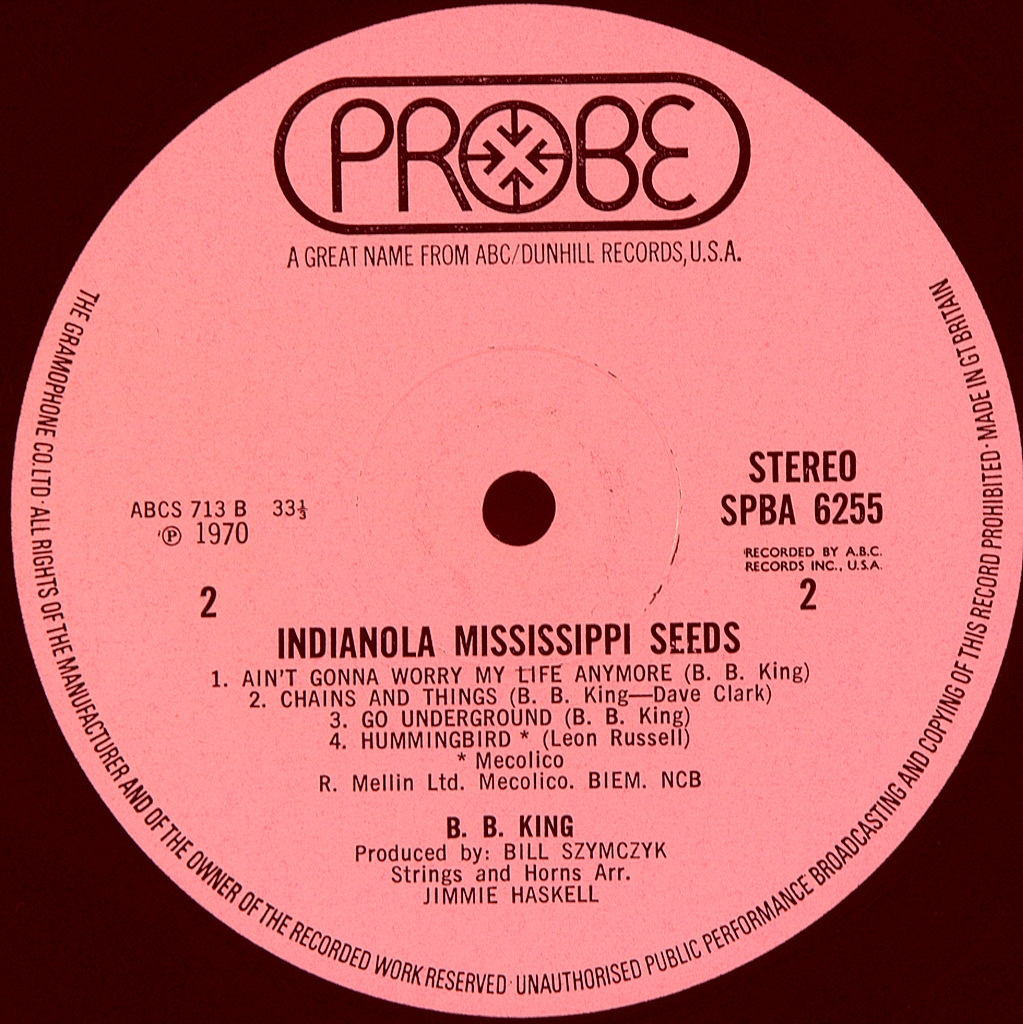 PROBE
A GREAT NAME FROM ABC/DUNHILL RECORDS, U.S.A.
THE GRAMOPHONE CO. LTD · ALL RIGHTS OF THE MANUFACTURER AND OF THE OWNER OF THE RECORDED WORK RESERVED · UNAUTHORISED PUBLIC PERFORMANCE BROADCASTING AND COPYING OF THIS RECORD PROHIBITED · MADE IN GT BRITAIN
ABCS 713 B 33⅓
℗ 1970
2
STEREO
SPBA 6255
RECORDED BY A.B.C.
RECORDS INC., U.S.A.
2
INDIANOLA MISSISSIPPI SEEDS
1. AIN'T GONNA WORRY MY LIFE ANYMORE (B. B. King)
2. CHAINS AND THINGS (B. B. King—Dave Clark)
3. GO UNDERGROUND (B. B. King)
4. HUMMINGBIRD * (Leon Russell)
* Mecolico
R. Mellin Ltd. Mecolico. BIEM. NCB
B. B. KING
Produced by: BILL SZYMCZYK
Strings and Horns Arr.
JIMMIE HASKELL